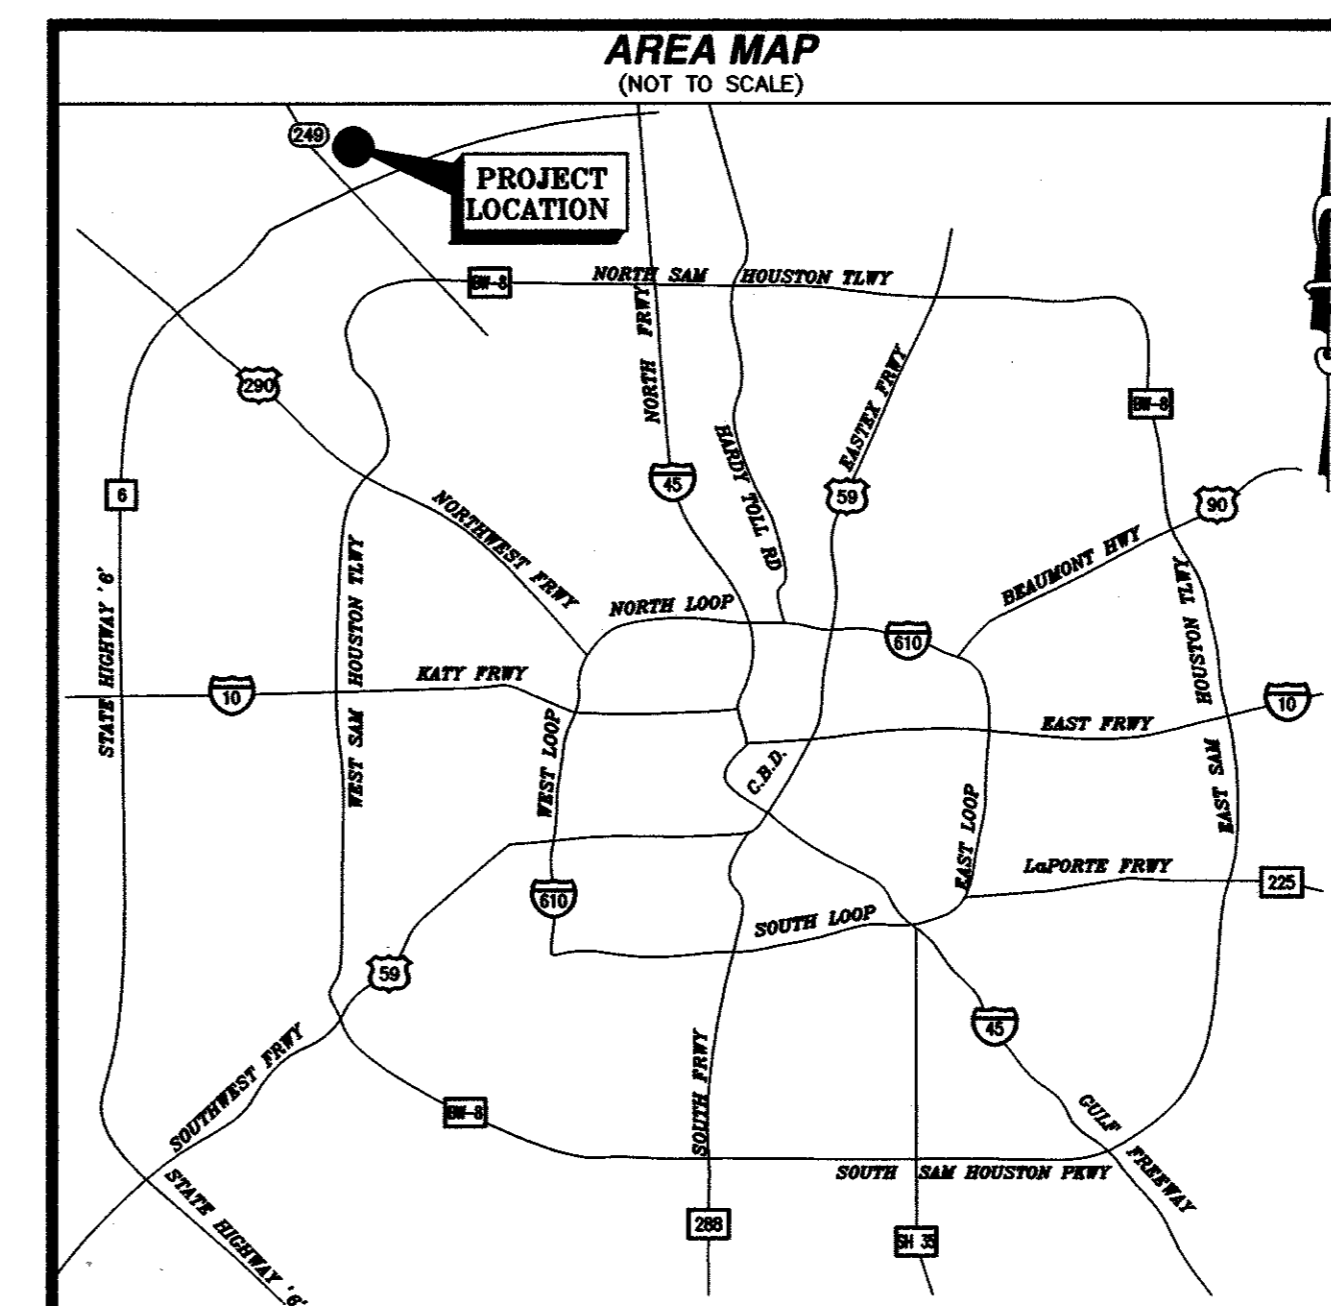 AREA MAP
(NOT TO SCALE)
249
PROJECT
LOCATION
BW-8
NORTH SAM HOUSTON TLWY
NORTH FRWY
EASTEX FRWY
290
BW-8
HARDY TOLL RD
45
59
6
90
NORTHWEST FRWY
BEAUMONT HWY
WEST SAM HOUSTON TLWY
STATE HIGHWAY '6'
NORTH LOOP
610
EAST SAM HOUSTON TLWY
KATY FRWY
10
10
EAST FRWY
WEST LOOP
C.B.D.
EAST LOOP
LaPORTE FRWY
225
610
SOUTH LOOP
59
45
SOUTHWEST FRWY
SOUTH FRWY
BW-8
GULF FREEWAY
SOUTH SAM HOUSTON PKWY
STATE HIGHWAY '6'
288
SH 35